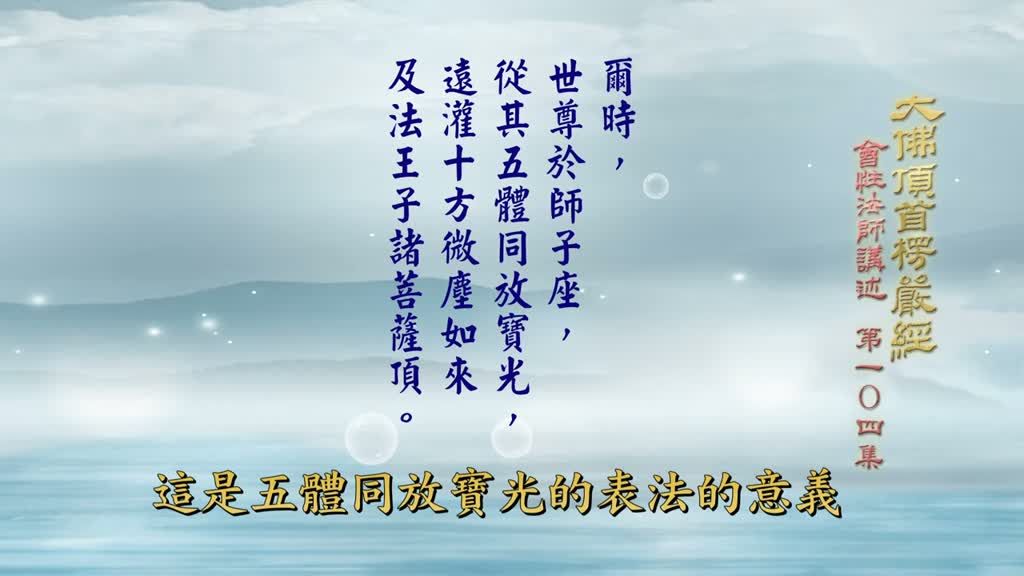 大佛頂首楞嚴經
會性法師講述 第一〇四集
爾時，
世尊於師子座，
從其五體同放寶光，
遠灌十方微塵如來
及法王子諸菩薩頂。
這是五體同放寶光的表法的意義